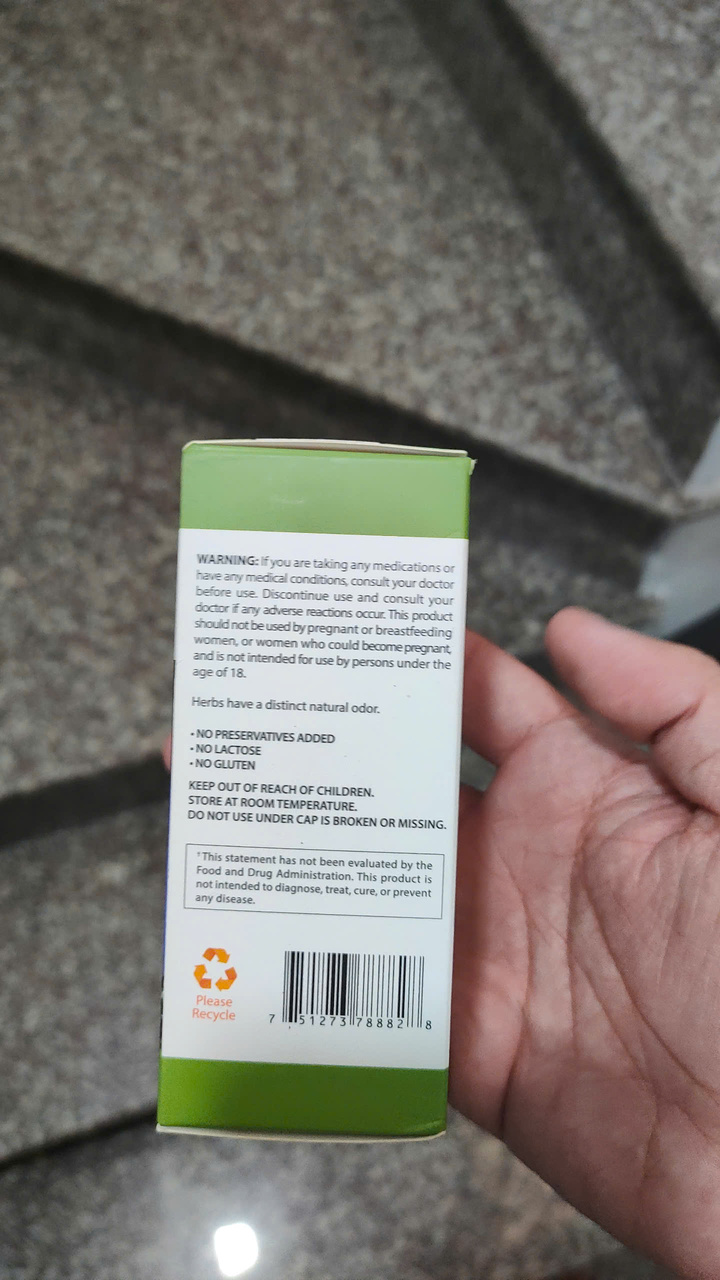 WARNING: If you are taking any medications or
have any medical conditions, consult your doctor
before use. Discontinue use and consult your
doctor if any adverse reactions occur. This product
should not be used by pregnant or breastfeeding
women, or women who could become pregnant,
and is not intended for use by persons under the
age of 18.
Herbs have a distinct natural odor.
• NO PRESERVATIVES ADDED
• NO LACTOSE
• NO GLUTEN
KEEP OUT OF REACH OF CHILDREN.
STORE AT ROOM TEMPERATURE.
DO NOT USE UNDER CAP IS BROKEN OR MISSING.
†This statement has not been evaluated by the
Food and Drug Administration. This product is
not intended to diagnose, treat, cure, or prevent
any disease.
Please
Recycle
7 51273 78882 8